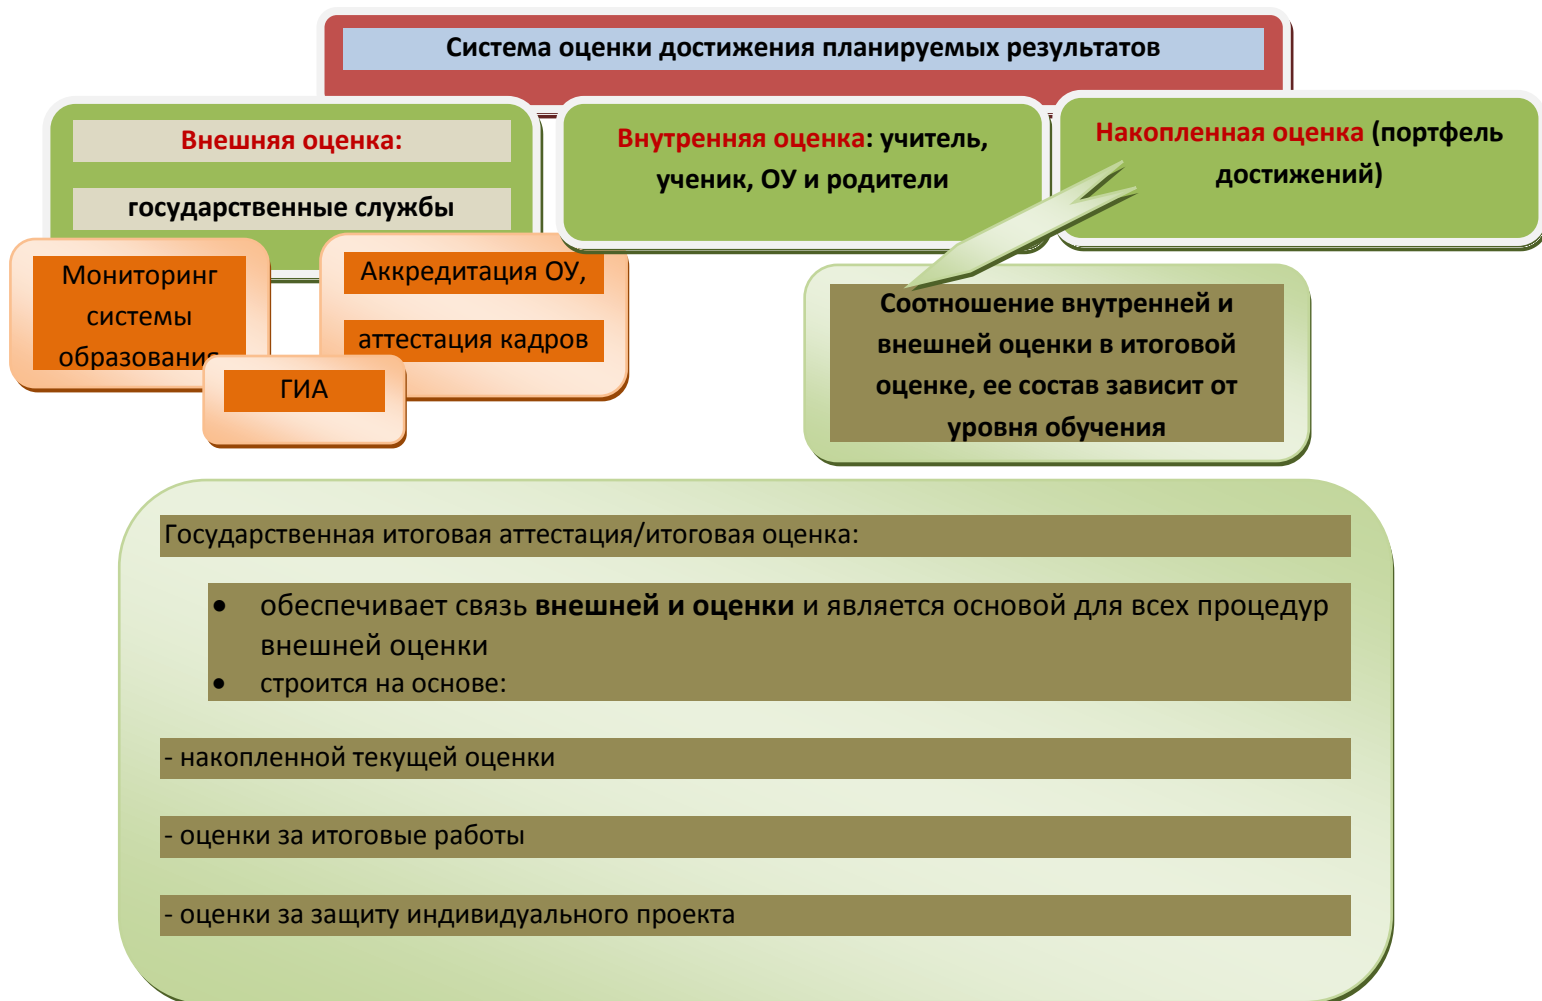 Система оценки достижения планируемых результатов
Внешняя оценка:
государственные службы
Внутренняя оценка: учитель,
ученик, ОУ и родители
Накопленная оценка (портфель
достижений)
Мониторинг
системы
образования
Аккредитация ОУ,
аттестация кадров
ГИА
Соотношение внутренней и
внешней оценки в итоговой
оценке, ее состав зависит от
уровня обучения
Государственная итоговая аттестация/итоговая оценка:
• обеспечивает связь внешней и оценки и является основой для всех процедур
внешней оценки
• строится на основе:
- накопленной текущей оценки
- оценки за итоговые работы
- оценки за защиту индивидуального проекта